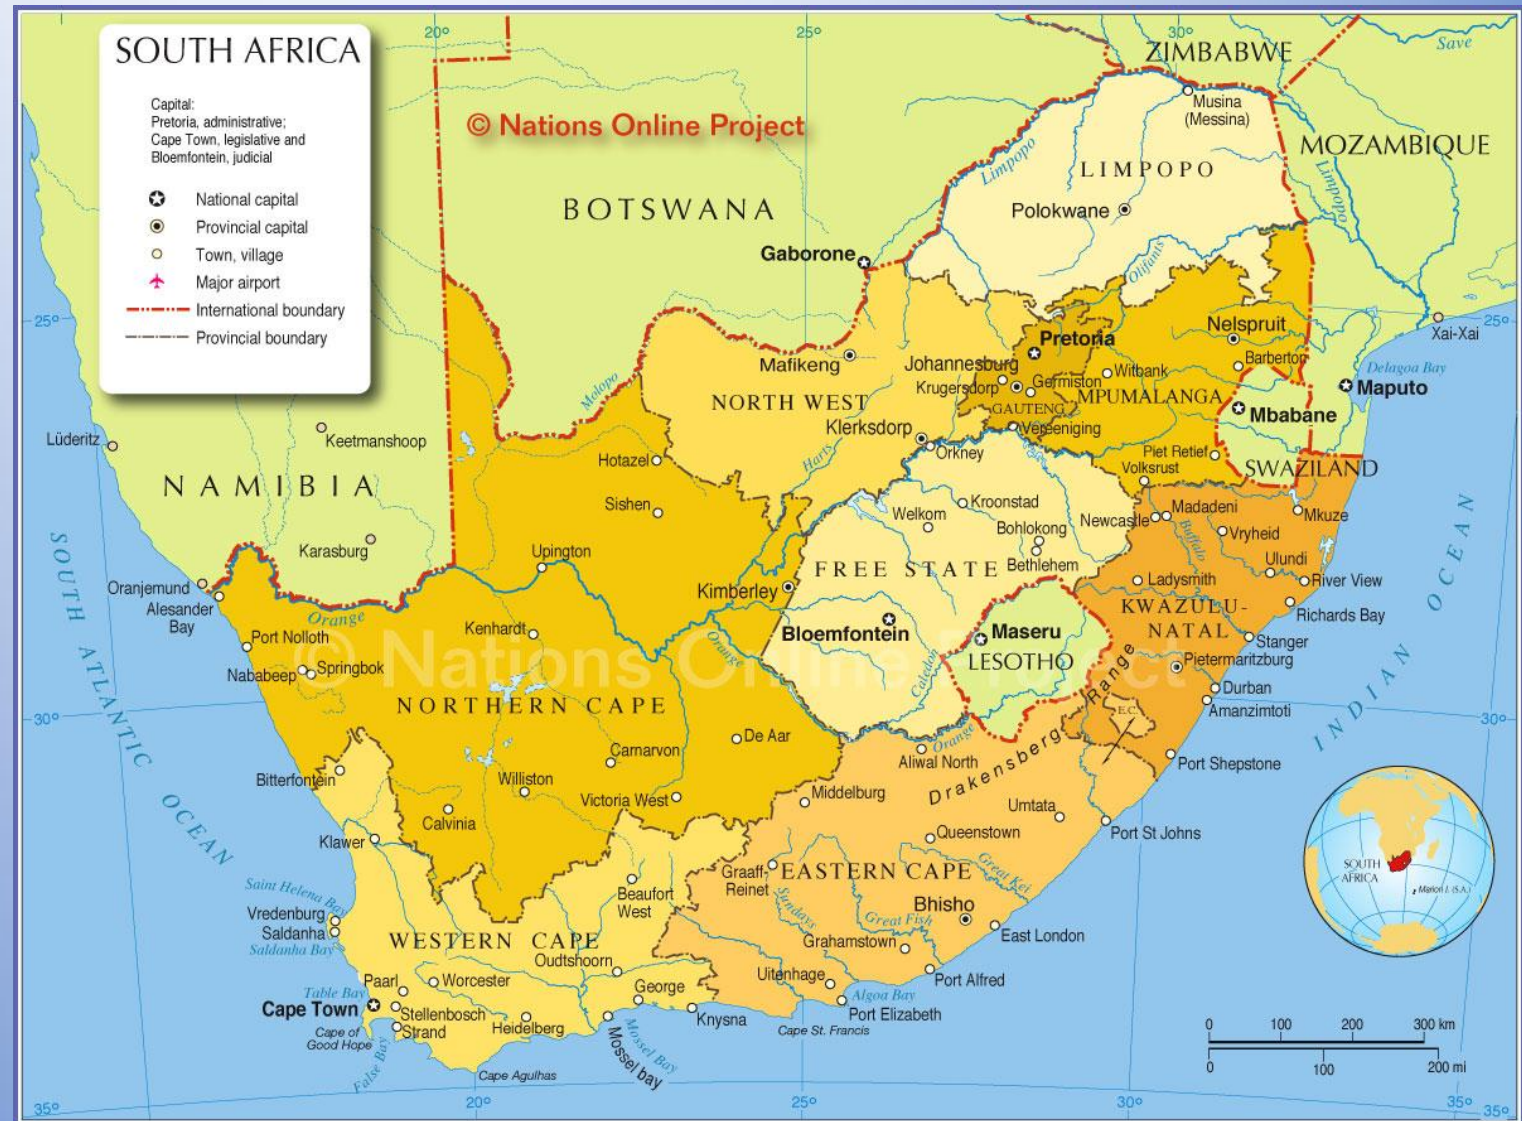 SOUTH AFRICA
Capital:
Pretoria, administrative;
Cape Town, legislative and
Bloemfontein, judicial
National capital
Provincial capital
Town, village
Major airport
International boundary
Provincial boundary
20°
25°
30°
© Nations Online Project
ZIMBABWE
Save
Musina
(Messina)
MOZAMBIQUE
Limpopo
LIMPOPO
Limpopo
BOTSWANA
Polokwane
Gaborone
Olifants
25°
25°
Xai-Xai
Nelspruit
Pretoria
Mafikeng
Johannesburg
Barberton
Delagoa Bay
Maputo
Witbank
Krugersdorp
Germiston
MPUMALANGA
Molopo
NORTH WEST
GAUTENG
Mbabane
Klerksdorp
Vereeniging
Lüderitz
Keetmanshoop
Orkney
Harts
Piet Retief
Volksrust
SWAZILAND
Hotazel
NAMIBIA
Sishen
Kroonstad
Welkom
Madadeni
Newcastle
Mkuze
Bohlokong
Vryheid
Buffalo
Karasburg
Upington
Bethlehem
Ulundi
FREE STATE
Ladysmith
River View
Oranjemund
Alesander
Bay
Kimberley
Richards Bay
KWAZULU-
NATAL
Orange
Kenhardt
Bloemfontein
Maseru
Stanger
Port Nolloth
LESOTHO
Pietermaritzburg
Springbok
Nababeep
© Nations Online Project
Orange
Caledon
Durban
Amanzimtoti
NORTHERN CAPE
E.C.
30°
30°
De Aar
Orange
Aliwal North
Drakensberg Range
Carnarvon
Port Shepstone
Bitterfontein
Williston
Victoria West
Middelburg
Umtata
Calvinia
Port St Johns
Klawer
Queenstown
SOUTH ATLANTIC OCEAN
INDIAN OCEAN
Graaff-
Reinet
EASTERN CAPE
Great Kei
Beaufort
West
Saint Helena Bay
Sundays
Great Fish
Bhisho
Vredenburg
Saldanha
Saldanha Bay
WESTERN CAPE
East London
Grahamstown
Oudtshoorn
Uitenhage
Port Alfred
Paarl
Worcester
George
Table Bay
Algoa Bay
Cape Town
Stellenbosch
Port Elizabeth
Knysna
Cape of
Good Hope
Strand
Heidelberg
Cape St. Francis
False Bay
Mossel Bay
Mossel bay
Cape Agulhas
SOUTH
AFRICA
Marion I. (S.A.)
0 100 200 300 km
0 100 200 mi
35°
20°
25°
30°
35°
35°